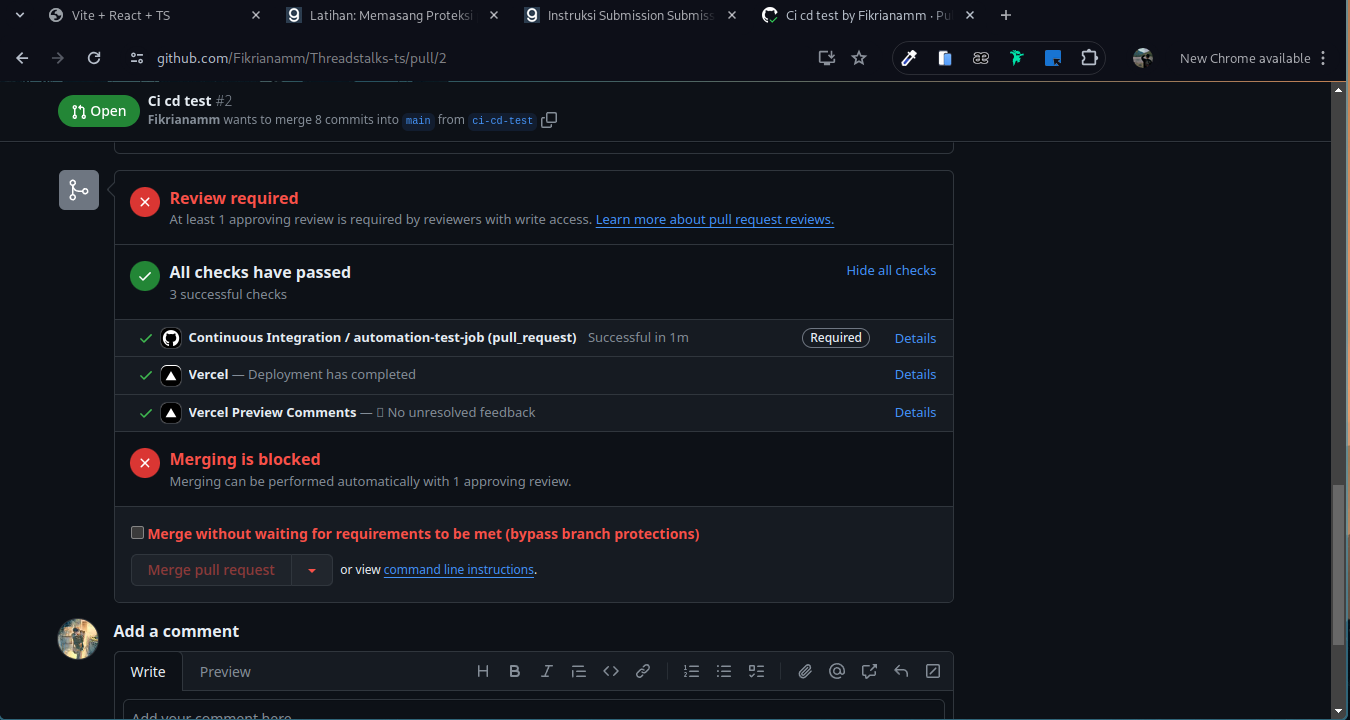 Vite + React + TS
Latihan: Memasang Proteksi
Instruksi Submission Submiss
Ci cd test by Fikrianamm · Pu
github.com/Fikrianamm/Threadstalks-ts/pull/2
New Chrome available
Open
Ci cd test #2
Fikrianamm wants to merge 8 commits into main from ci-cd-test
Review required
At least 1 approving review is required by reviewers with write access. Learn more about pull request reviews.
All checks have passed
Hide all checks
3 successful checks
Continuous Integration / automation-test-job (pull_request) Successful in 1m Required Details
Vercel — Deployment has completed Details
Vercel Preview Comments — No unresolved feedback Details
Merging is blocked
Merging can be performed automatically with 1 approving review.
Merge without waiting for requirements to be met (bypass branch protections)
Merge pull request or view command line instructions.
Add a comment
Write Preview
Add your comment here